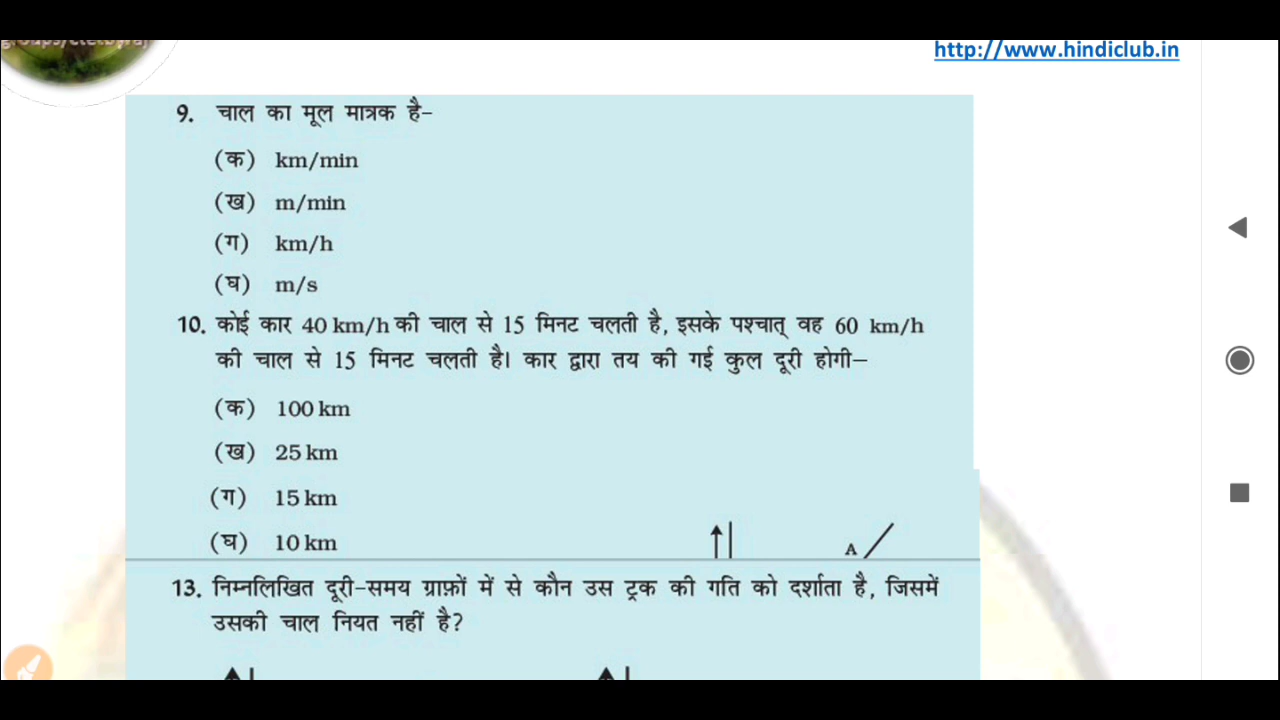 groups/ctetbyraj
http://www.hindiclub.in
9. चाल का मूल मात्रक है–
(क) km/min
(ख) m/min
(ग) km/h
(घ) m/s
10. कोई कार 40 km/h की चाल से 15 मिनट चलती है, इसके पश्चात् वह 60 km/h
की चाल से 15 मिनट चलती है। कार द्वारा तय की गई कुल दूरी होगी–
(क) 100 km
(ख) 25 km
(ग) 15 km
(घ) 10 km
A
13. निम्नलिखित दूरी-समय ग्राफ़ों में से कौन उस ट्रक की गति को दर्शाता है, जिसमें
उसकी चाल नियत नहीं है?